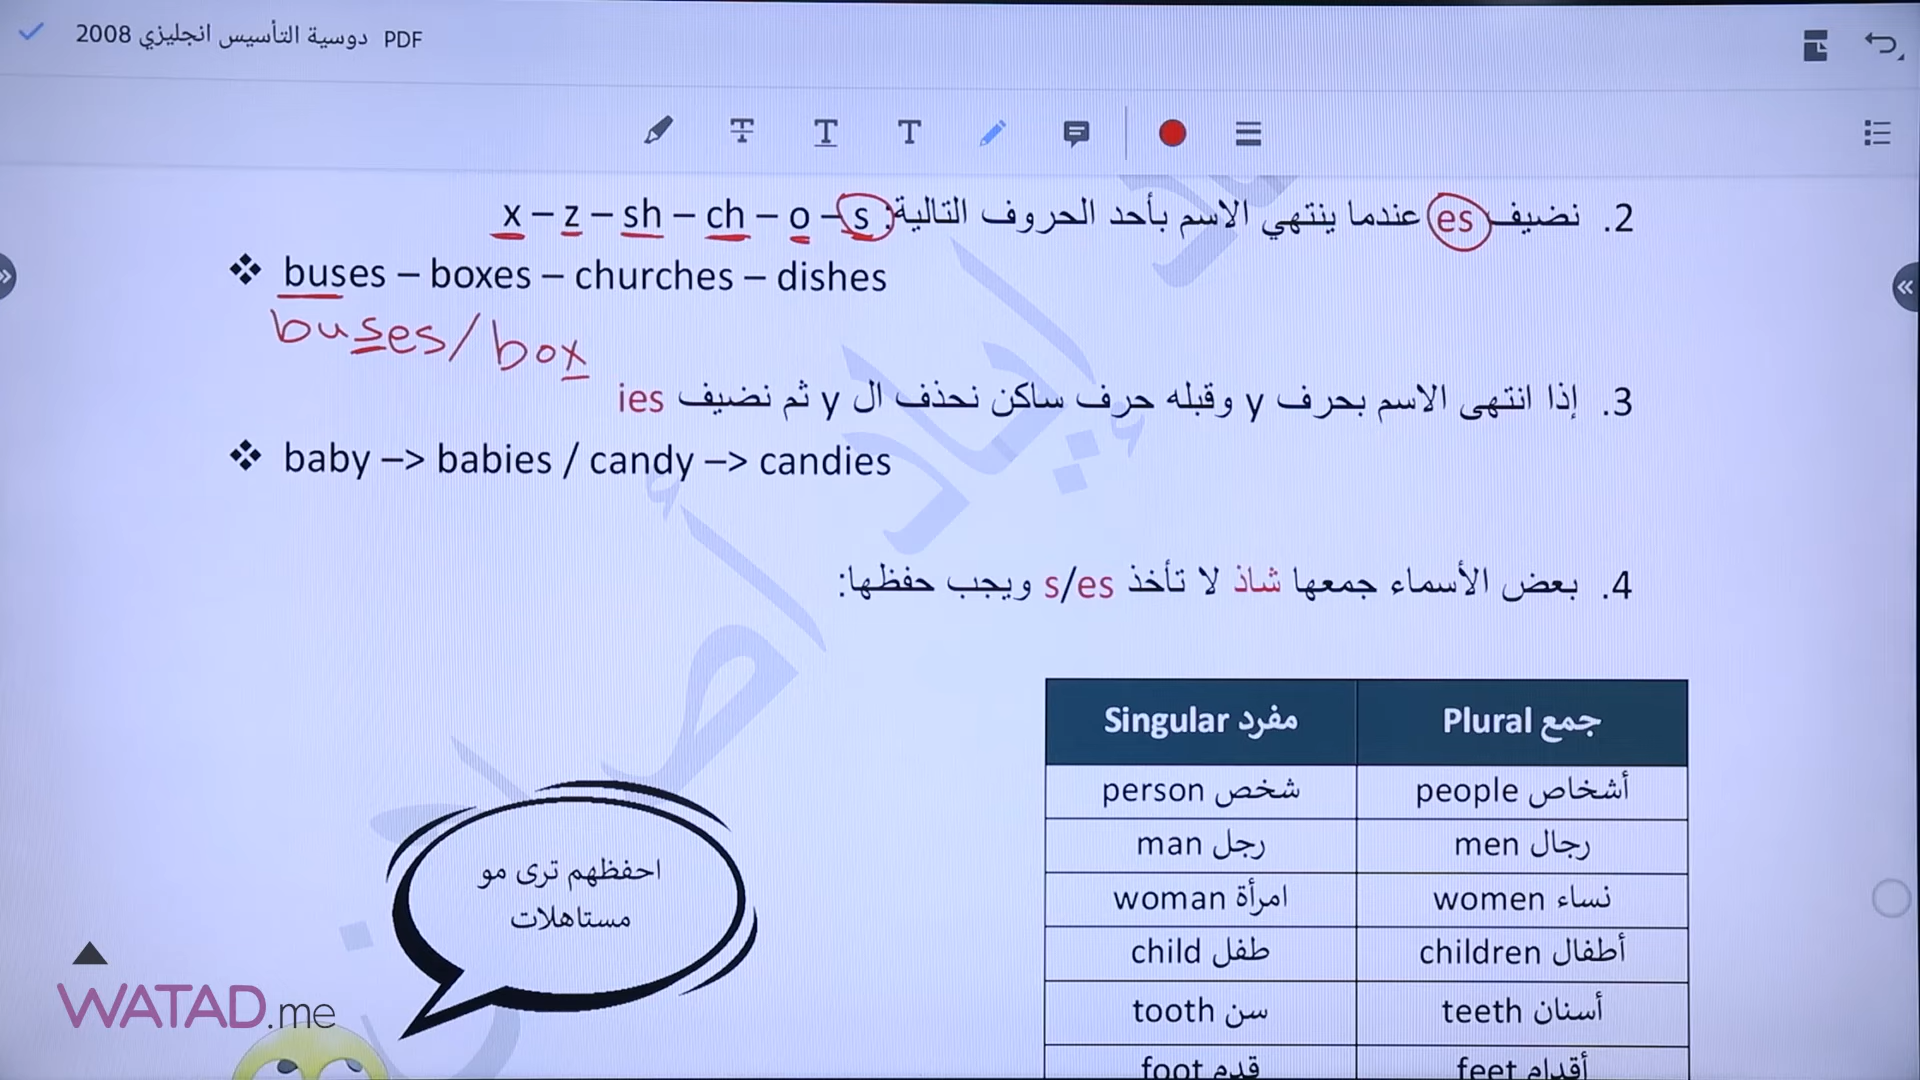 دوسية التأسيس انجليزي 2008 PDF
2. نضيف es عندما ينتهي الاسم بأحد الحروف التالية: x – z – sh – ch – o – s
❖ buses – boxes – churches – dishes
buses/box
3. إذا انتهى الاسم بحرف y وقبله حرف ساكن نحذف ال y ثم نضيف ies
❖ baby –> babies / candy –> candies
4. بعض الأسماء جمعها شاذ لا تأخذ s/es ويجب حفظها:
Singular مفرد Plural جمع
person شخص people أشخاص
man رجل men رجال
woman امرأة women نساء
child طفل children أطفال
tooth سن teeth أسنان
foot قدم feet أقدام
احفظهم ترى مو
مستاهلات
WATAD.me